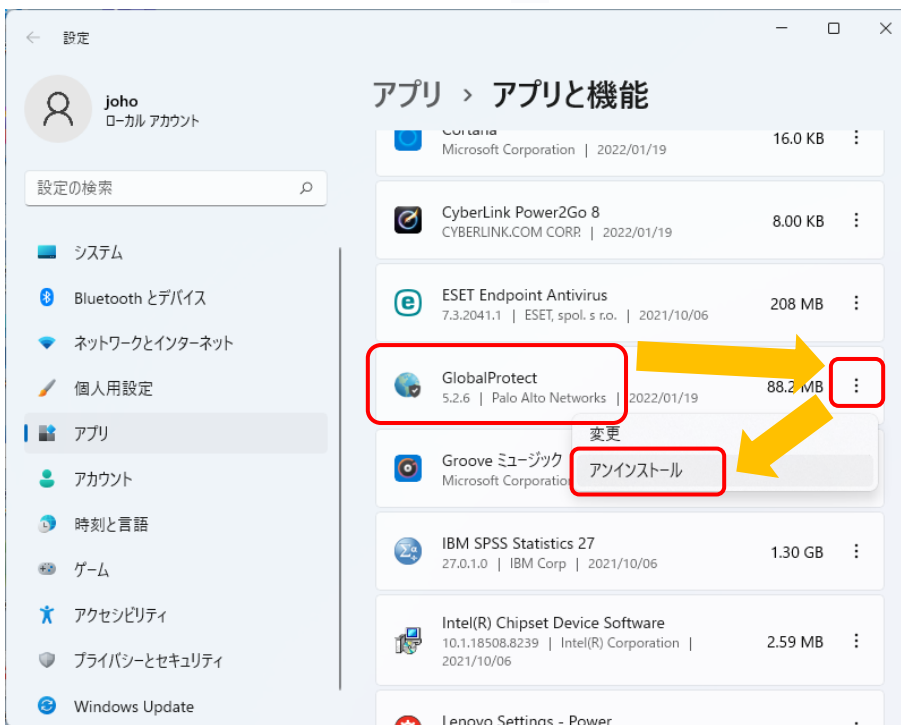 設定
joho
ローカル アカウント
設定の検索
システム
Bluetooth とデバイス
ネットワークとインターネット
個人用設定
アプリ
アカウント
時刻と言語
ゲーム
アクセシビリティ
プライバシーとセキュリティ
Windows Update
アプリ › アプリと機能
Cortana
Microsoft Corporation | 2022/01/19
16.0 KB
CyberLink Power2Go 8
CYBERLINK.COM CORP. | 2022/01/19
8.00 KB
ESET Endpoint Antivirus
7.3.2041.1 | ESET, spol. s r.o. | 2021/10/06
208 MB
GlobalProtect
5.2.6 | Palo Alto Networks | 2022/01/19
88.2 MB
変更
アンインストール
Groove ミュージック
Microsoft Corporatio
IBM SPSS Statistics 27
27.0.1.0 | IBM Corp | 2021/10/06
1.30 GB
Intel(R) Chipset Device Software
10.1.18508.8239 | Intel(R) Corporation |
2021/10/06
2.59 MB
Lenovo Settings - Power